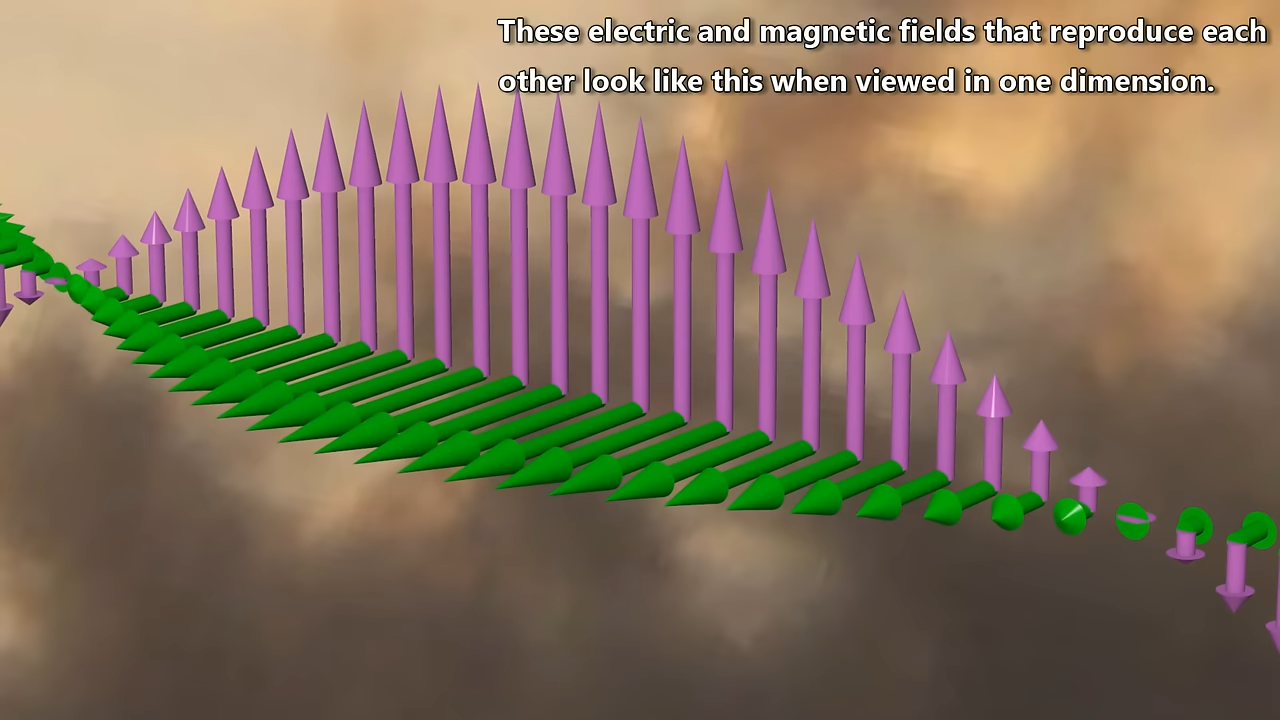 These electric and magnetic fields that reproduce each
other look like this when viewed in one dimension.